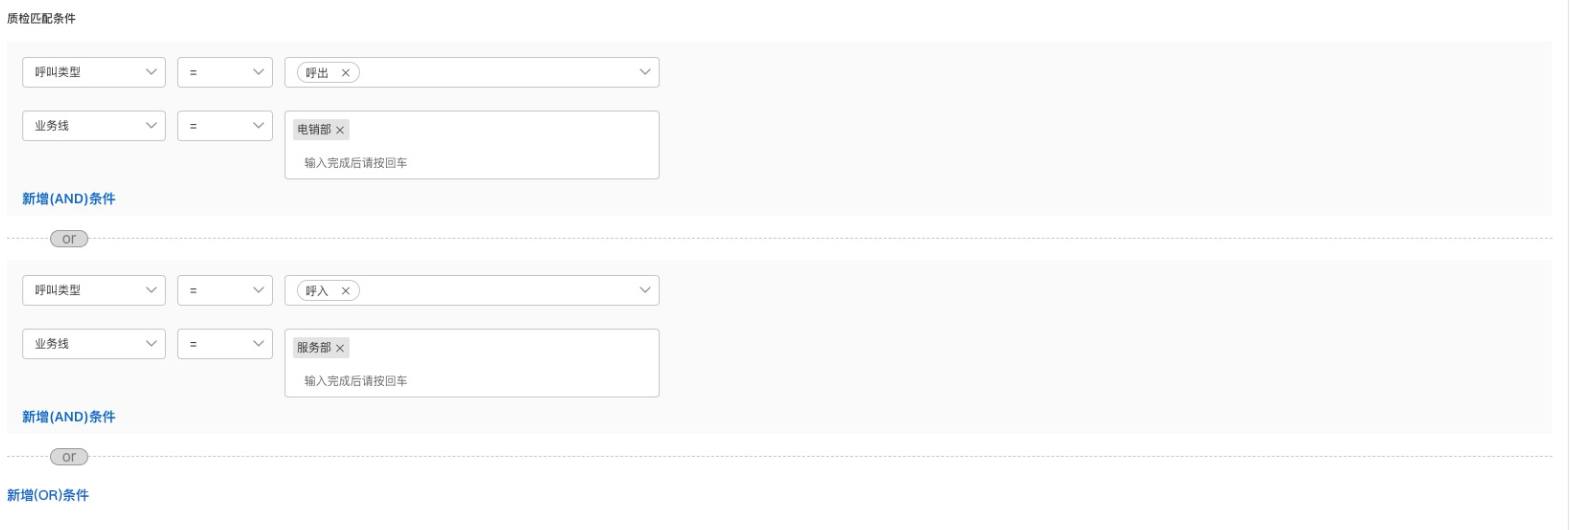 质检匹配条件
呼叫类型 = 呼出 ×
业务线 = 电销部 ×
输入完成后请按回车
新增(AND)条件
or
呼叫类型 = 呼入 ×
业务线 = 服务部 ×
输入完成后请按回车
新增(AND)条件
or
新增(OR)条件